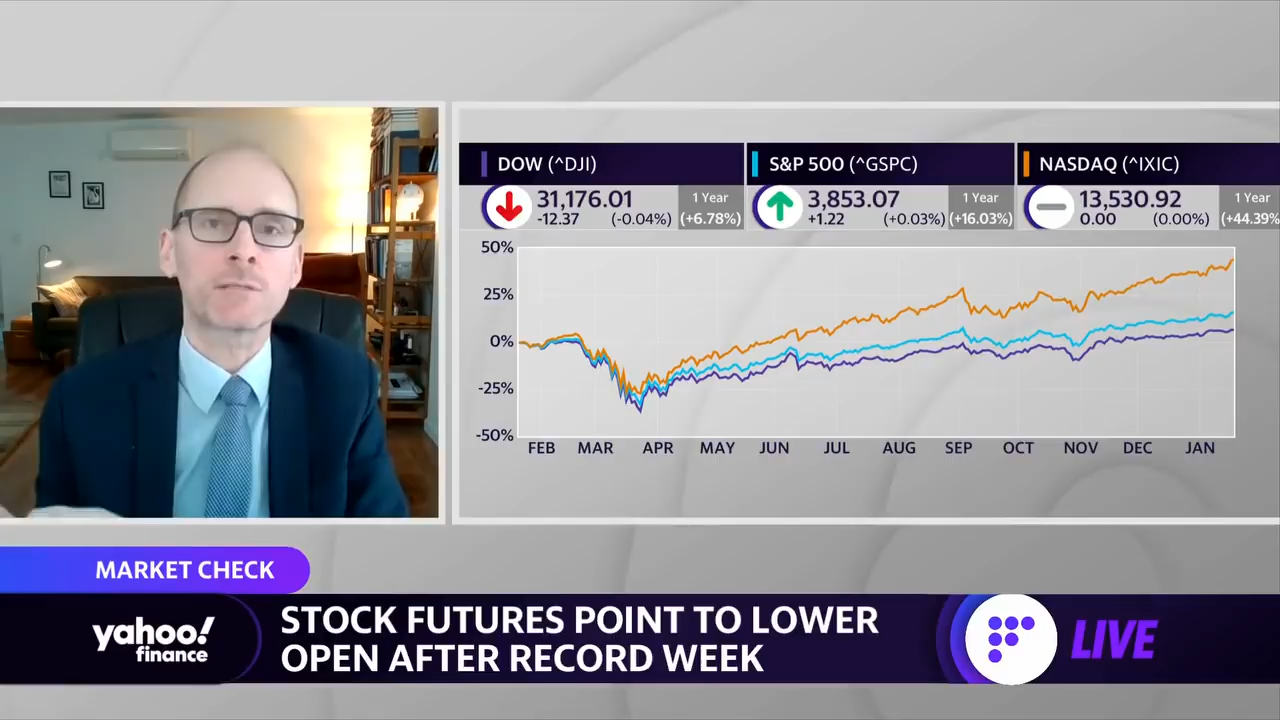 DOW (^DJI)
31,176.01
-12.37 (-0.04%)
1 Year
(+6.78%)
S&P 500 (^GSPC)
3,853.07
+1.22 (+0.03%)
1 Year
(+16.03%)
NASDAQ (^IXIC)
13,530.92
0.00 (0.00%)
1 Year
(+44.39%
50%
25%
0%
-25%
-50%
FEB MAR APR MAY JUN JUL AUG SEP OCT NOV DEC JAN
MARKET CHECK
yahoo!
finance
STOCK FUTURES POINT TO LOWER
OPEN AFTER RECORD WEEK
LIVE